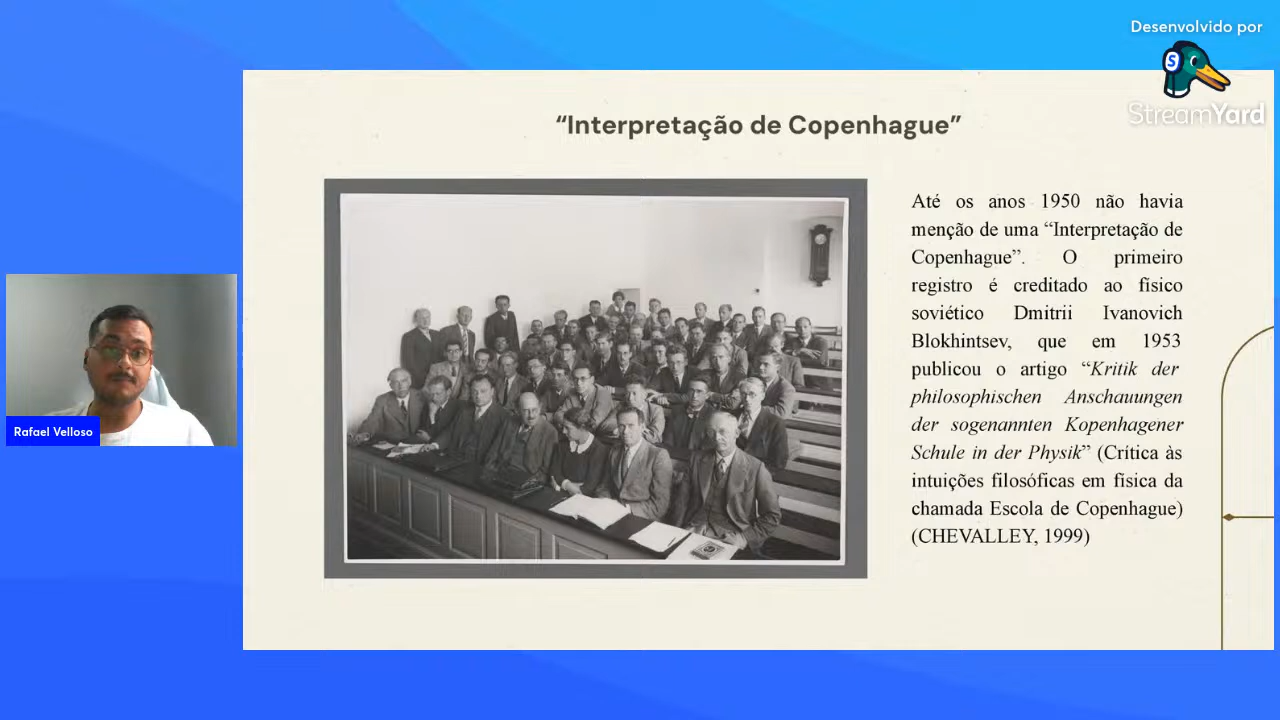 Desenvolvido por
S
StreamYard
“Interpretação de Copenhague”
Até os anos 1950 não havia
menção de uma “Interpretação de
Copenhague”. O primeiro
registro é creditado ao físico
soviético Dmitrii Ivanovich
Blokhintsev, que em 1953
publicou o artigo “Kritik der
philosophischen Anschauungen
der sogenannten Kopenhagener
Schule in der Physik” (Crítica às
intuições filosóficas em física da
chamada Escola de Copenhague)
(CHEVALLEY, 1999)
Rafael Velloso